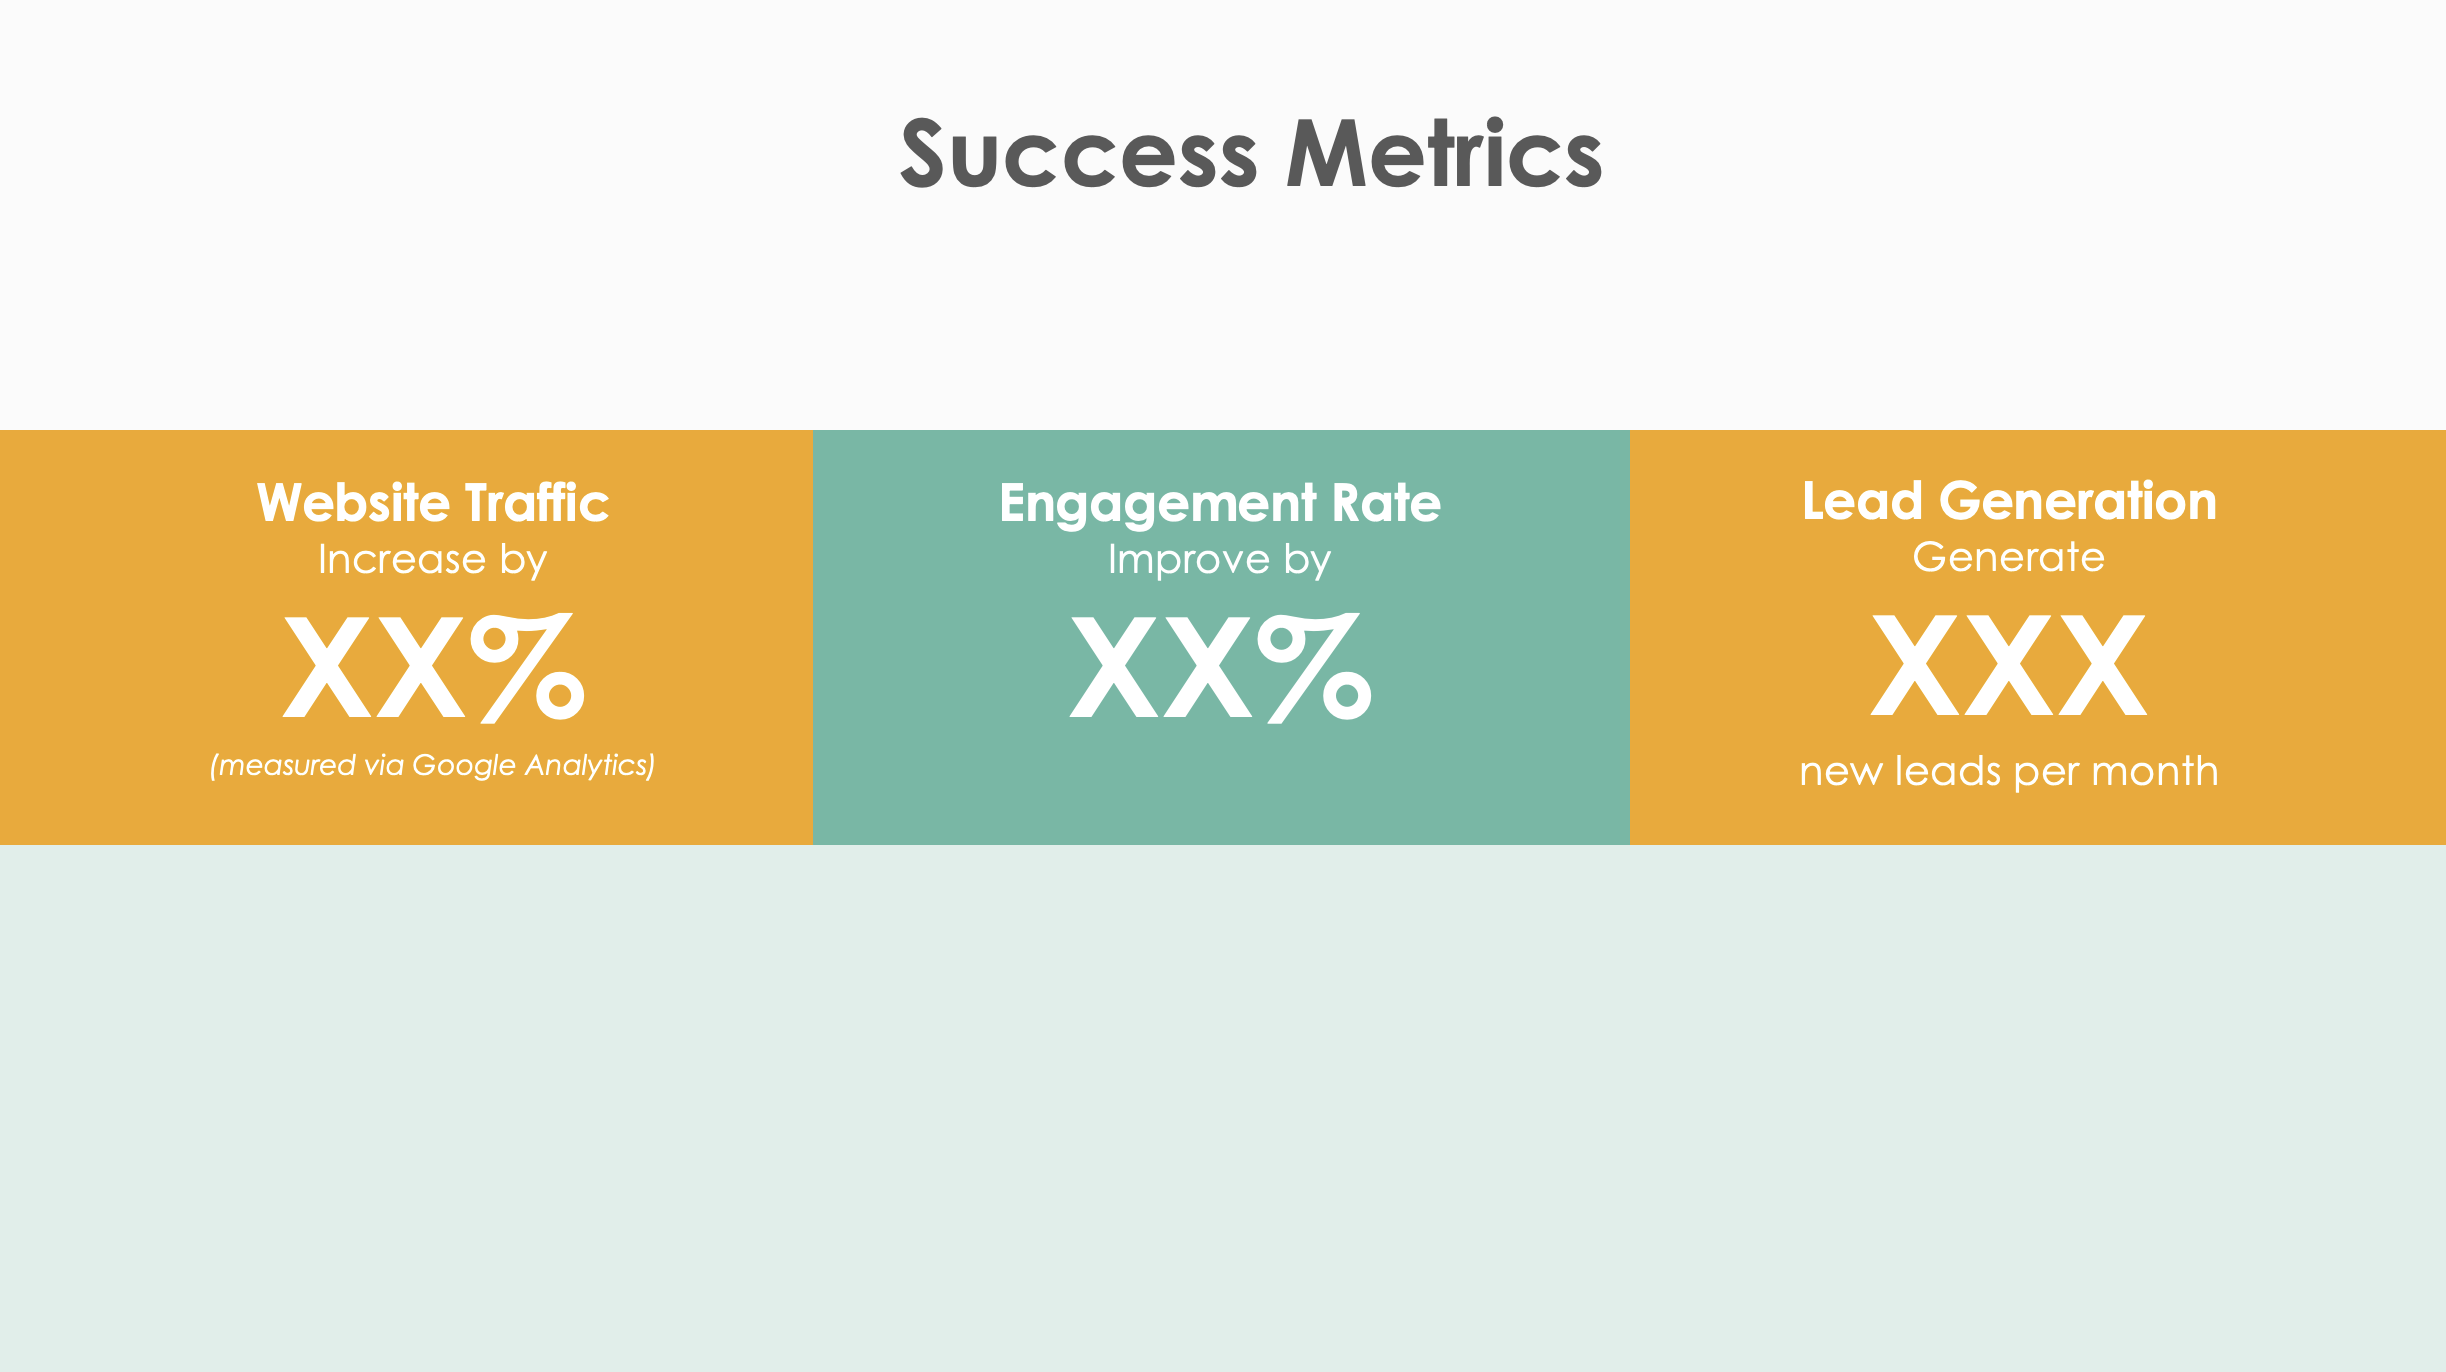 Success Metrics
Website Traffic
Increase by
XX%
(measured via Google Analytics)
Engagement Rate
Improve by
XX%
Lead Generation
Generate
XXX
new leads per month